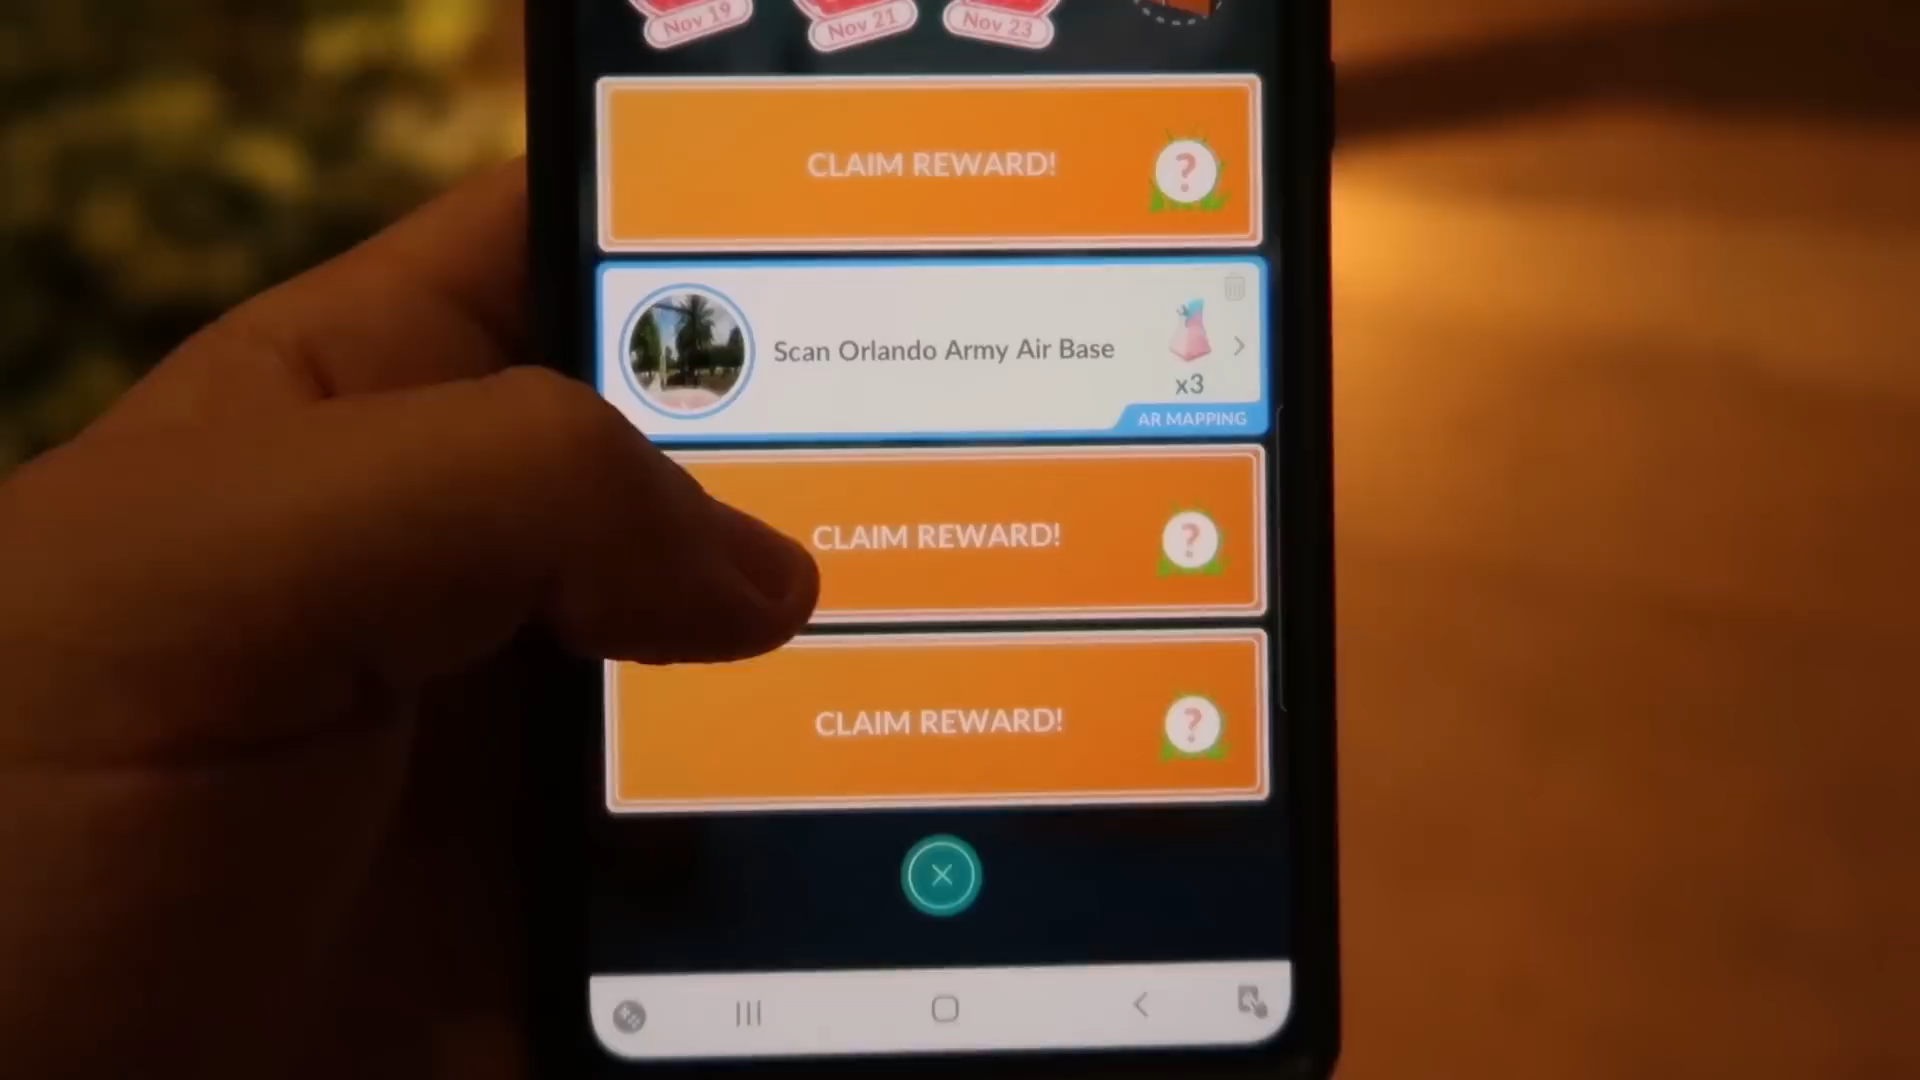 Nov 19
Nov 21
Nov 23
CLAIM REWARD!
?
Scan Orlando Army Air Base
x3
AR MAPPING
CLAIM REWARD!
?
CLAIM REWARD!
?